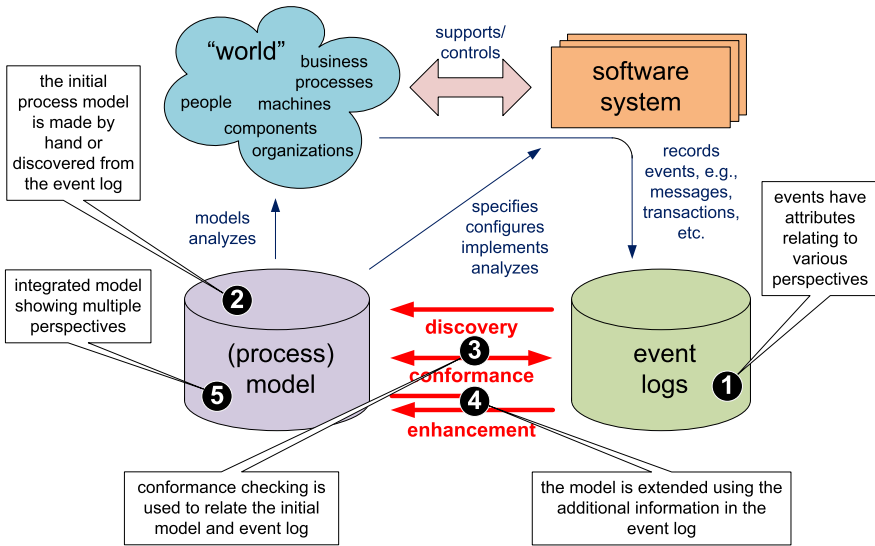 “world”
business
processes
people
machines
components
organizations
supports/
controls
software
system
the initial
process model
is made by
hand or
discovered from
the event log
models
analyzes
specifies
configures
implements
analyzes
records
events, e.g.,
messages,
transactions,
etc.
events have
attributes
relating to
various
perspectives
integrated model
showing multiple
perspectives
2
(process)
model
5
discovery
3
conformance
4
enhancement
event
logs
1
conformance checking is
used to relate the initial
model and event log
the model is extended using the
additional information in the
event log